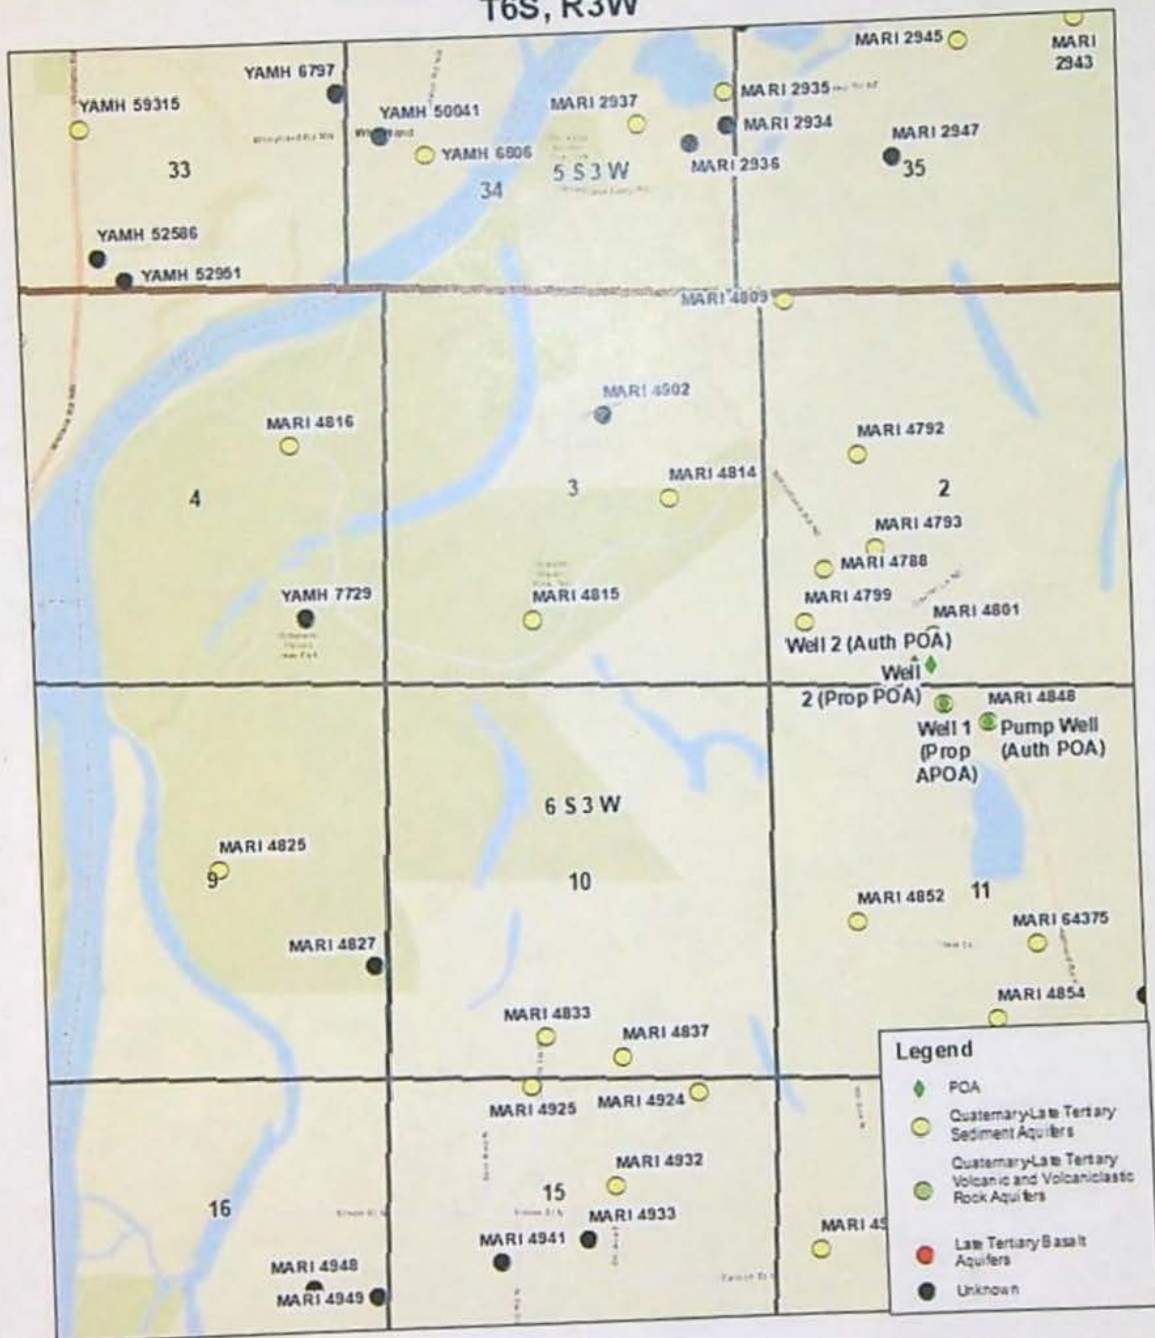 T6S, R3W
YAMH 59315
YAMH 6797
33
YAMH 52586
YAMH 52951
YAMH 50041
YAMH 6806
34
MARI 2937
5 S 3 W
MARI 2935
MARI 2934
MARI 2936
MARI 2945
MARI
2943
MARI 2947
35
MARI 4809
MARI 4816
4
YAMH 7729
MARI 4902
3
MARI 4814
MARI 4815
MARI 4792
2
MARI 4793
MARI 4788
MARI 4799
MARI 4801
Well 2 (Auth POA)
Well
2 (Prop POA)
MARI 4848
Well 1
(Prop
APOA)
Pump Well
(Auth POA)
6 S 3 W
MARI 4825
9
10
MARI 4827
MARI 4852
11
MARI 64375
MARI 4854
MARI 4833
MARI 4837
MARI 4925
MARI 4924
MARI 4932
15
MARI 4933
MARI 4941
16
MARI 4948
MARI 4949
MARI 49
Legend
POA
Quaternary-Late Tertiary
Sediment Aquifers
Quaternary-Late Tertiary
Volcanic and Volcaniclastic
Rock Aquifers
Late Tertiary Basalt
Aquifers
Unknown